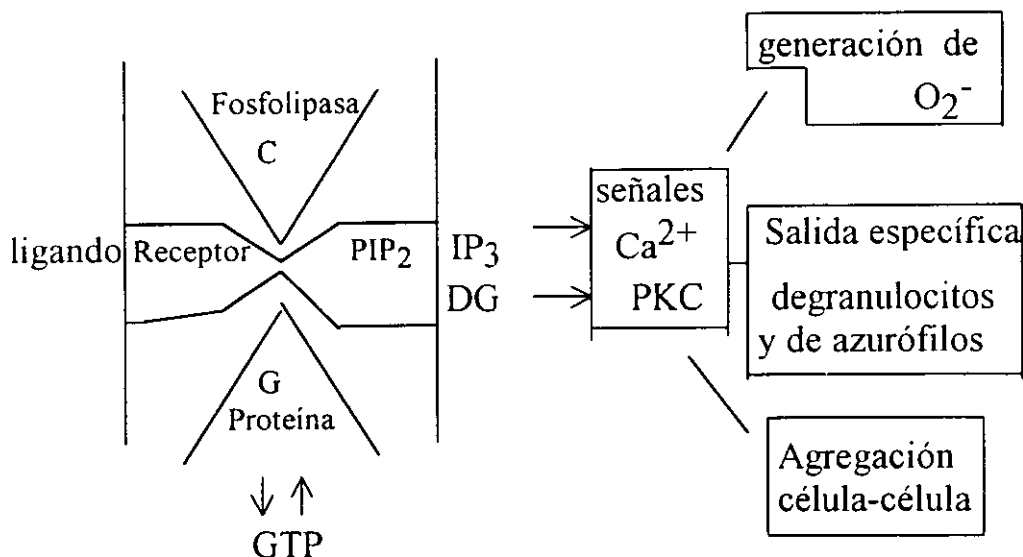 Fosfolipasa
C
ligando
Receptor
PIP₂
IP₃
DG
G
Proteína
GTP
señales
Ca²⁺
PKC
generación de
O₂⁻
Salida específica
degranulocitos
y de azurófilos
Agregación
célula-célula